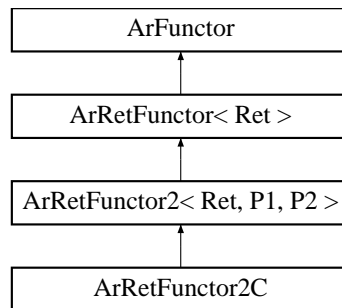 ArFunctor
ArRetFunctor< Ret >
ArRetFunctor2< Ret, P1, P2 >
ArRetFunctor2C